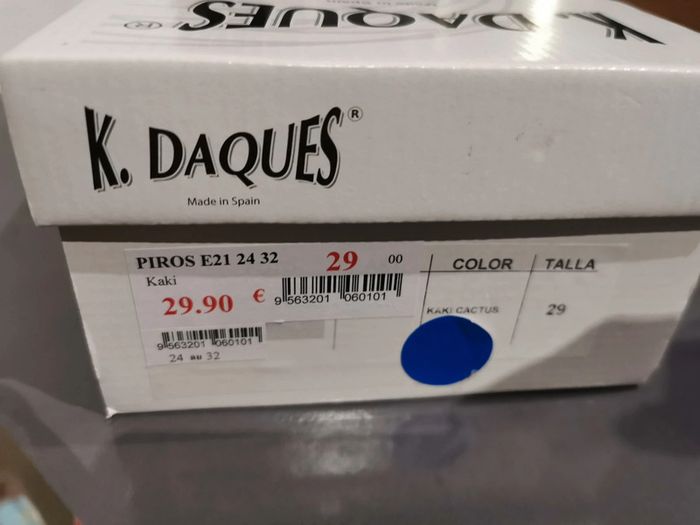 K. DAQUES
K. DAQUES®
Made in Spain
PIROS E21 24 32 29 00
Kaki
29.90 €
9 563201 060101
9 563201 060101
24 au 32
COLOR TALLA
KAKI CACTUS 29